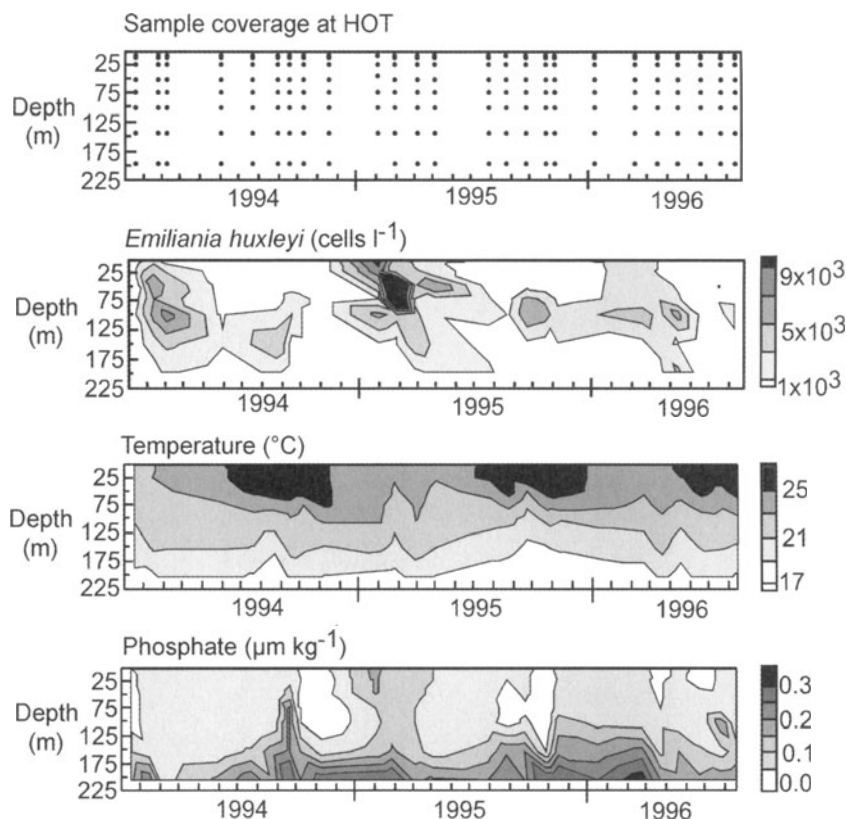 Sample coverage at HOT
Depth
(m)
25
75
125
175
225
1994
1995
1996
Emiliania huxleyi (cells l-1)
Depth
(m)
25
75
125
175
225
1994
1995
1996
9x10³
5x10³
1x10³
Temperature (°C)
Depth
(m)
25
75
125
175
225
1994
1995
1996
25
21
17
Phosphate (μm kg-1)
Depth
(m)
25
75
125
175
225
1994
1995
1996
0.3
0.2
0.1
0.0